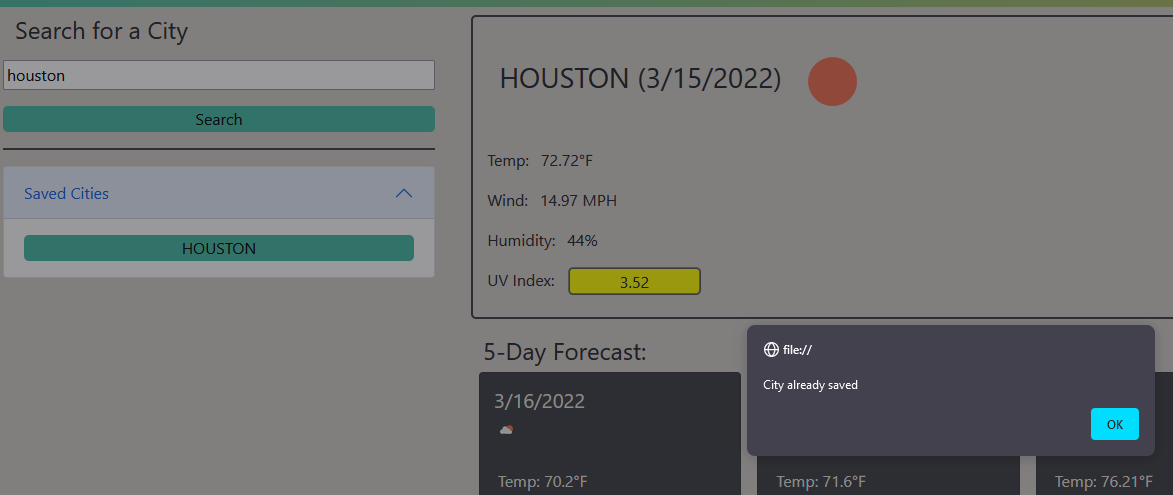 Search for a City
houston
Search
Saved Cities
HOUSTON
HOUSTON (3/15/2022)
Temp: 72.72°F
Wind: 14.97 MPH
Humidity: 44%
UV Index: 3.52
5-Day Forecast:
3/16/2022
Temp: 70.2°F
Temp: 71.6°F
Temp: 76.21°F
file://
City already saved
OK